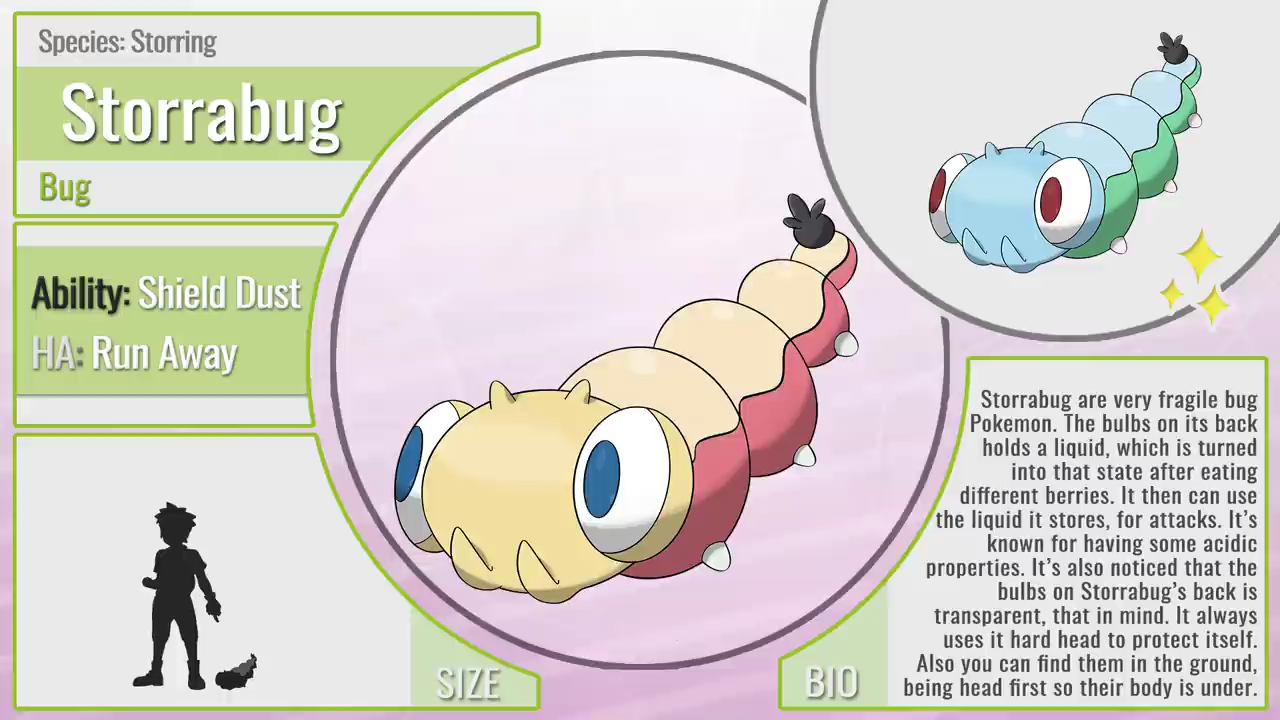 Species: Storring
Storrabug
Bug
Ability: Shield Dust
HA: Run Away
SIZE
BIO
Storrabug are very fragile bug
Pokemon. The bulbs on its back
holds a liquid, which is turned
into that state after eating
different berries. It then can use
the liquid it stores, for attacks. It's
known for having some acidic
properties. It's also noticed that the
bulbs on Storrabug's back is
transparent, that in mind. It always
uses it hard head to protect itself.
Also you can find them in the ground,
being head first so their body is under.